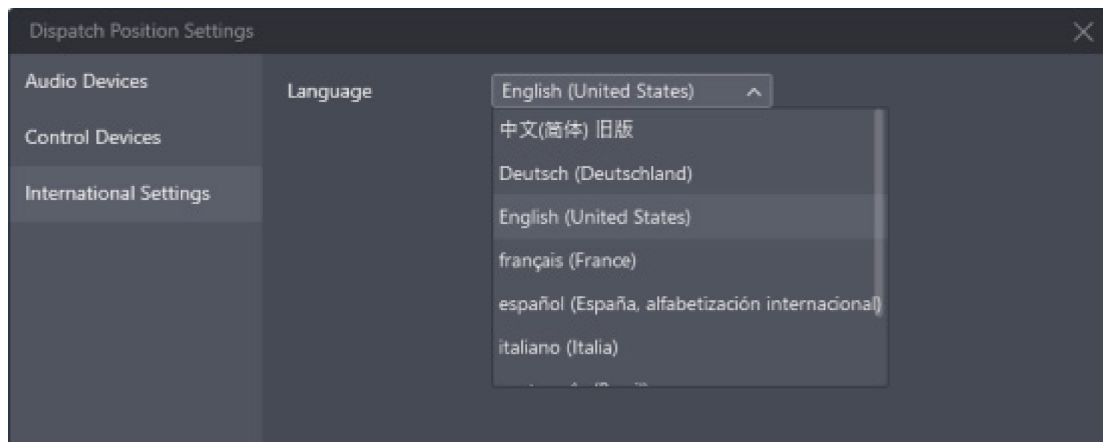 Dispatch Position Settings
Audio Devices
Control Devices
International Settings
Language
English (United States)
中文(简体) 旧版
Deutsch (Deutschland)
English (United States)
français (France)
español (España, alfabetización internacional)
italiano (Italia)